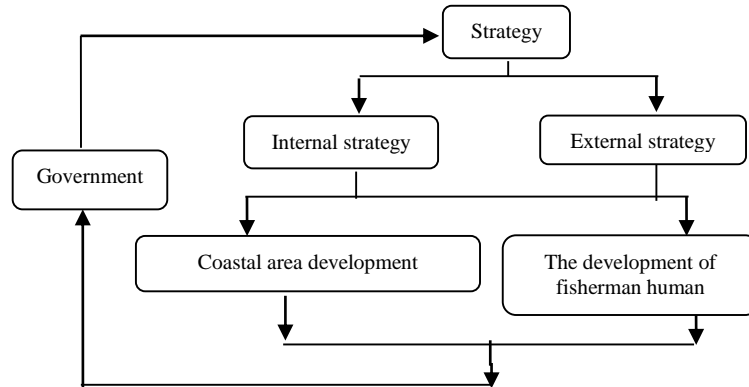 Strategy
Internal strategy
External strategy
Government
Coastal area development
The development of
fisherman human